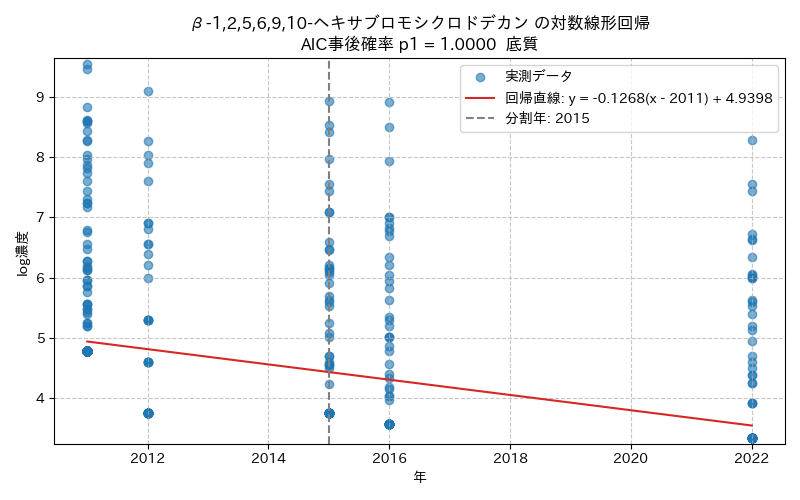 β-1,2,5,6,9,10-ヘキサブロモシクロドデカン の対数線形回帰
AIC事後確率 p1 = 1.0000  底質
実測データ
回帰直線: y = -0.1268(x - 2011) + 4.9398
分割年: 2015
log濃度
9
8
7
6
5
4
2012
2014
2016
2018
2020
2022
年